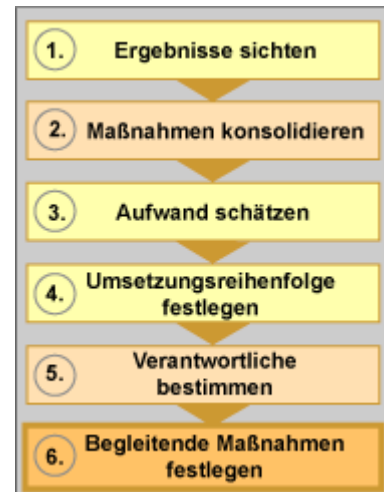 1. Ergebnisse sichten
2. Maßnahmen konsolidieren
3. Aufwand schätzen
4. Umsetzungsreihenfolge
festlegen
5. Verantwortliche
bestimmen
6. Begleitende Maßnahmen
festlegen